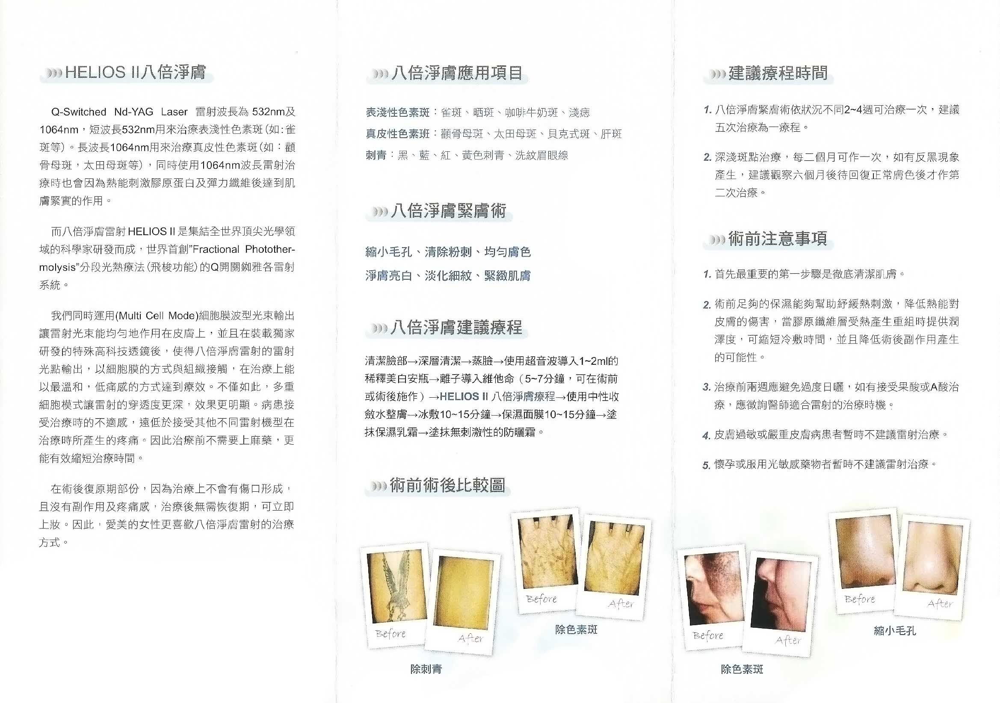 HELIOS II八倍淨膚
Q-Switched Nd-YAG Laser 雷射波長為 532nm及
1064nm，短波長532nm用來治療表淺性色素斑(如:雀
斑等)。長波長1064nm用來治療真皮性色素斑(如：顴
骨母斑，太田母斑等)，同時使用1064nm波長雷射治
療時也會因為熱能刺激膠原蛋白及彈力纖維後達到肌
膚緊實的作用。
而八倍淨膚雷射HELIOS II是集結全世界頂尖光學領
域的科學家研發而成，世界首創"Fractional Photother-
molysis"分段光熱療法(飛梭功能)的Q開關銣雅各雷射
系統。
我們同時運用(Multi Cell Mode)細胞膜波型光束輸出
讓雷射光束能均勻地作用在皮膚上，並且在裝載獨家
研發的特殊高科技透鏡後，使得八倍淨膚雷射的雷射
光點輸出，以細胞膜的方式與組織接觸，在治療上能
以最溫和，低痛感的方式達到療效。不僅如此，多重
細胞模式讓雷射的穿透度更深，效果更明顯。病患接
受治療時的不適感，遠低於接受其他不同雷射機型在
治療時所產生的疼痛。因此治療前不需要上麻藥，更
能有效縮短治療時間。
在術後復原期部份，因為治療上不會有傷口形成，
且沒有副作用及疼痛感，治療後無需恢復期，可立即
上妝。因此，愛美的女性更喜歡八倍淨膚雷射的治療
方式。
八倍淨膚應用項目
表淺性色素斑：雀斑、晒斑、咖啡牛奶斑、淺痣
真皮性色素班：顴骨母斑、太田母斑、貝克式斑、肝斑
刺青：黑、藍、紅、黃色刺青、洗紋眉眼線
八倍淨膚緊膚術
縮小毛孔、清除粉刺、均勻膚色
淨膚亮白、淡化細紋、緊緻肌膚
八倍淨膚建議療程
清潔臉部→深層清潔→蒸臉→使用超音波導入1~2ml的
稀釋美白安瓶→離子導入維他命（5~7分鐘，可在術前
或術後施作）→HELIOS II 八倍淨膚療程→使用中性收
斂水整膚→冰敷10~15分鐘→保濕面膜10~15分鐘→塗
抹保濕乳霜→塗抹無刺激性的防曬霜。
術前術後比較圖
Before
After
除刺青
Before
After
除色素斑
建議療程時間
1. 八倍淨膚緊膚術依狀況不同2~4週可治療一次，建議
五次治療為一療程。
2. 深淺斑點治療，每二個月可作一次，如有反黑現象
產生，建議觀察六個月後待回復正常膚色後才作第
二次治療。
術前注意事項
1. 首先最重要的第一步驟是徹底清潔肌膚。
2. 術前足夠的保濕能夠幫助紓緩熱刺激，降低熱能對
皮膚的傷害，當膠原纖維層受熱產生重組時提供潤
澤度，可縮短冷敷時間，並且降低術後副作用產生
的可能性。
3. 治療前兩週應避免過度日曬，如有接受果酸或A酸治
療，應徵詢醫師適合雷射的治療時機。
4. 皮膚過敏或嚴重皮膚病患者暫時不建議雷射治療。
5. 懷孕或服用光敏感藥物者暫時不建議雷射治療。
Before
After
除色素斑
Before
After
縮小毛孔